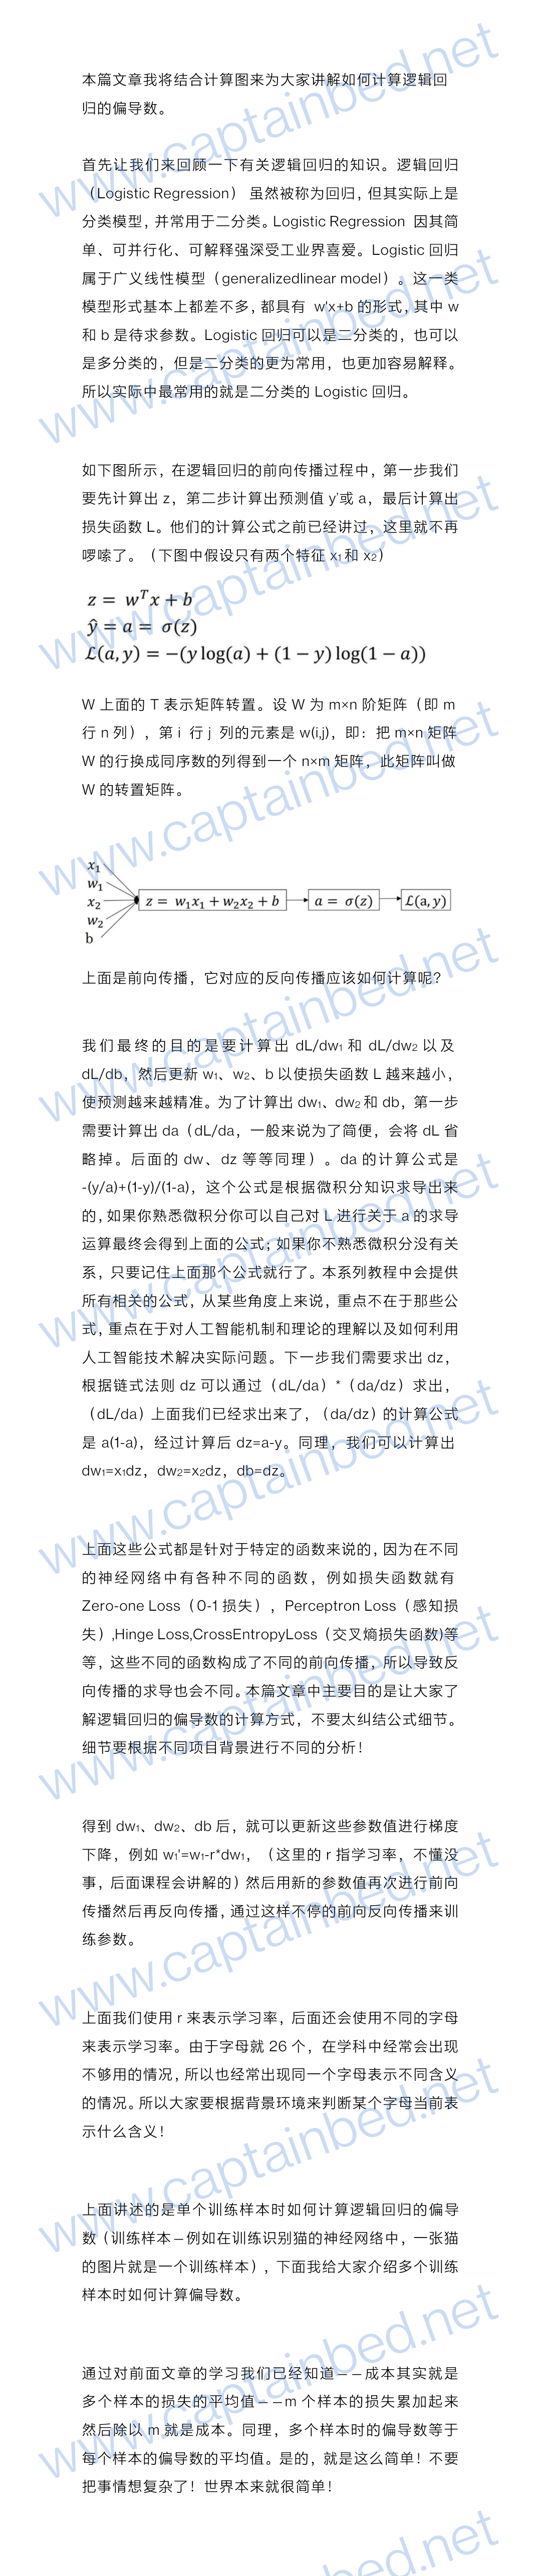 本篇文章我将结合计算图来为大家讲解如何计算逻辑回
归的偏导数。
首先让我们来回顾一下有关逻辑回归的知识。逻辑回归
（Logistic Regression） 虽然被称为回归，但其实际上是
分类模型，并常用于二分类。Logistic Regression 因其简
单、可并行化、可解释强深受工业界喜爱。Logistic 回归
属于广义线性模型（generalizedlinear model）。这一类
模型形式基本上都差不多，都具有 w'x+b 的形式，其中 w
和 b 是待求参数。Logistic 回归可以是二分类的，也可以
是多分类的，但是二分类的更为常用，也更加容易解释。
所以实际中最常用的就是二分类的 Logistic 回归。
如下图所示，在逻辑回归的前向传播过程中，第一步我们
要先计算出 z，第二步计算出预测值 y'或 a，最后计算出
损失函数 L。他们的计算公式之前已经讲过，这里就不再
啰嗦了。（下图中假设只有两个特征 x₁和 x₂）
z = wᵀx + b
ŷ = a = σ(z)
ℒ(a, y) = −(y log(a) + (1 − y) log(1 − a))
W 上面的 T 表示矩阵转置。设 W 为 m×n 阶矩阵（即 m
行 n 列），第 i 行 j 列的元素是 w(i,j)，即：把 m×n 矩阵
W 的行换成同序数的列得到一个 n×m 矩阵，此矩阵叫做
W 的转置矩阵。
x₁
w₁
x₂
w₂
b
z = w₁x₁ + w₂x₂ + b
a = σ(z)
ℒ(a, y)
上面是前向传播，它对应的反向传播应该如何计算呢？
我们最终的目的是要计算出 dL/dw₁ 和 dL/dw₂ 以及
dL/db，然后更新 w₁、w₂、b 以使损失函数 L 越来越小，
使预测越来越精准。为了计算出 dw₁、dw₂ 和 db，第一步
需要计算出 da（dL/da，一般来说为了简便，会将 dL 省
略掉。后面的 dw、dz 等等同理）。da 的计算公式是
-(y/a)+(1-y)/(1-a)，这个公式是根据微积分知识求导出来
的，如果你熟悉微积分你可以自己对 L 进行关于 a 的求导
运算最终会得到上面的公式；如果你不熟悉微积分没有关
系，只要记住上面那个公式就行了。本系列教程中会提供
所有相关的公式，从某些角度上来说，重点不在于那些公
式，重点在于对人工智能机制和理论的理解以及如何利用
人工智能技术解决实际问题。下一步我们需要求出 dz，
根据链式法则 dz 可以通过（dL/da）*（da/dz）求出，
（dL/da）上面我们已经求出来了，（da/dz）的计算公式
是 a(1-a)，经过计算后 dz=a-y。同理，我们可以计算出
dw₁=x₁dz，dw₂=x₂dz，db=dz。
上面这些公式都是针对于特定的函数来说的，因为在不同
的神经网络中有各种不同的函数，例如损失函数就有
Zero-one Loss（0-1 损失），Perceptron Loss（感知损
失）,Hinge Loss,CrossEntropyLoss（交叉熵损失函数)等
等，这些不同的函数构成了不同的前向传播，所以导致反
向传播的求导也会不同。本篇文章中主要目的是让大家了
解逻辑回归的偏导数的计算方式，不要太纠结公式细节。
细节要根据不同项目背景进行不同的分析！
得到 dw₁、dw₂、db 后，就可以更新这些参数值进行梯度
下降，例如 w₁'=w₁-r*dw₁，（这里的 r 指学习率，不懂没
事，后面课程会讲解的）然后用新的参数值再次进行前向
传播然后再反向传播，通过这样不停的前向反向传播来训
练参数。
上面我们使用 r 来表示学习率，后面还会使用不同的字母
来表示学习率。由于字母就 26 个，在学科中经常会出现
不够用的情况，所以也经常出现同一个字母表示不同含义
的情况。所以大家要根据背景环境来判断某个字母当前表
示什么含义！
上面讲述的是单个训练样本时如何计算逻辑回归的偏导
数（训练样本—例如在训练识别猫的神经网络中，一张猫
的图片就是一个训练样本），下面我给大家介绍多个训练
样本时如何计算偏导数。
通过对前面文章的学习我们已经知道——成本其实就是
多个样本的损失的平均值——m 个样本的损失累加起来
然后除以 m 就是成本。同理，多个样本时的偏导数等于
每个样本的偏导数的平均值。是的，就是这么简单！不要
把事情想复杂了！世界本来就很简单！
www.captainbed.net
www.captainbed.net
www.captainbed.net
www.captainbed.net
www.captainbed.net
www.captainbed.net
www.captainbed.net
www.captainbed.net
www.captainbed.net
www.captainbed.net
www.captainbed.net